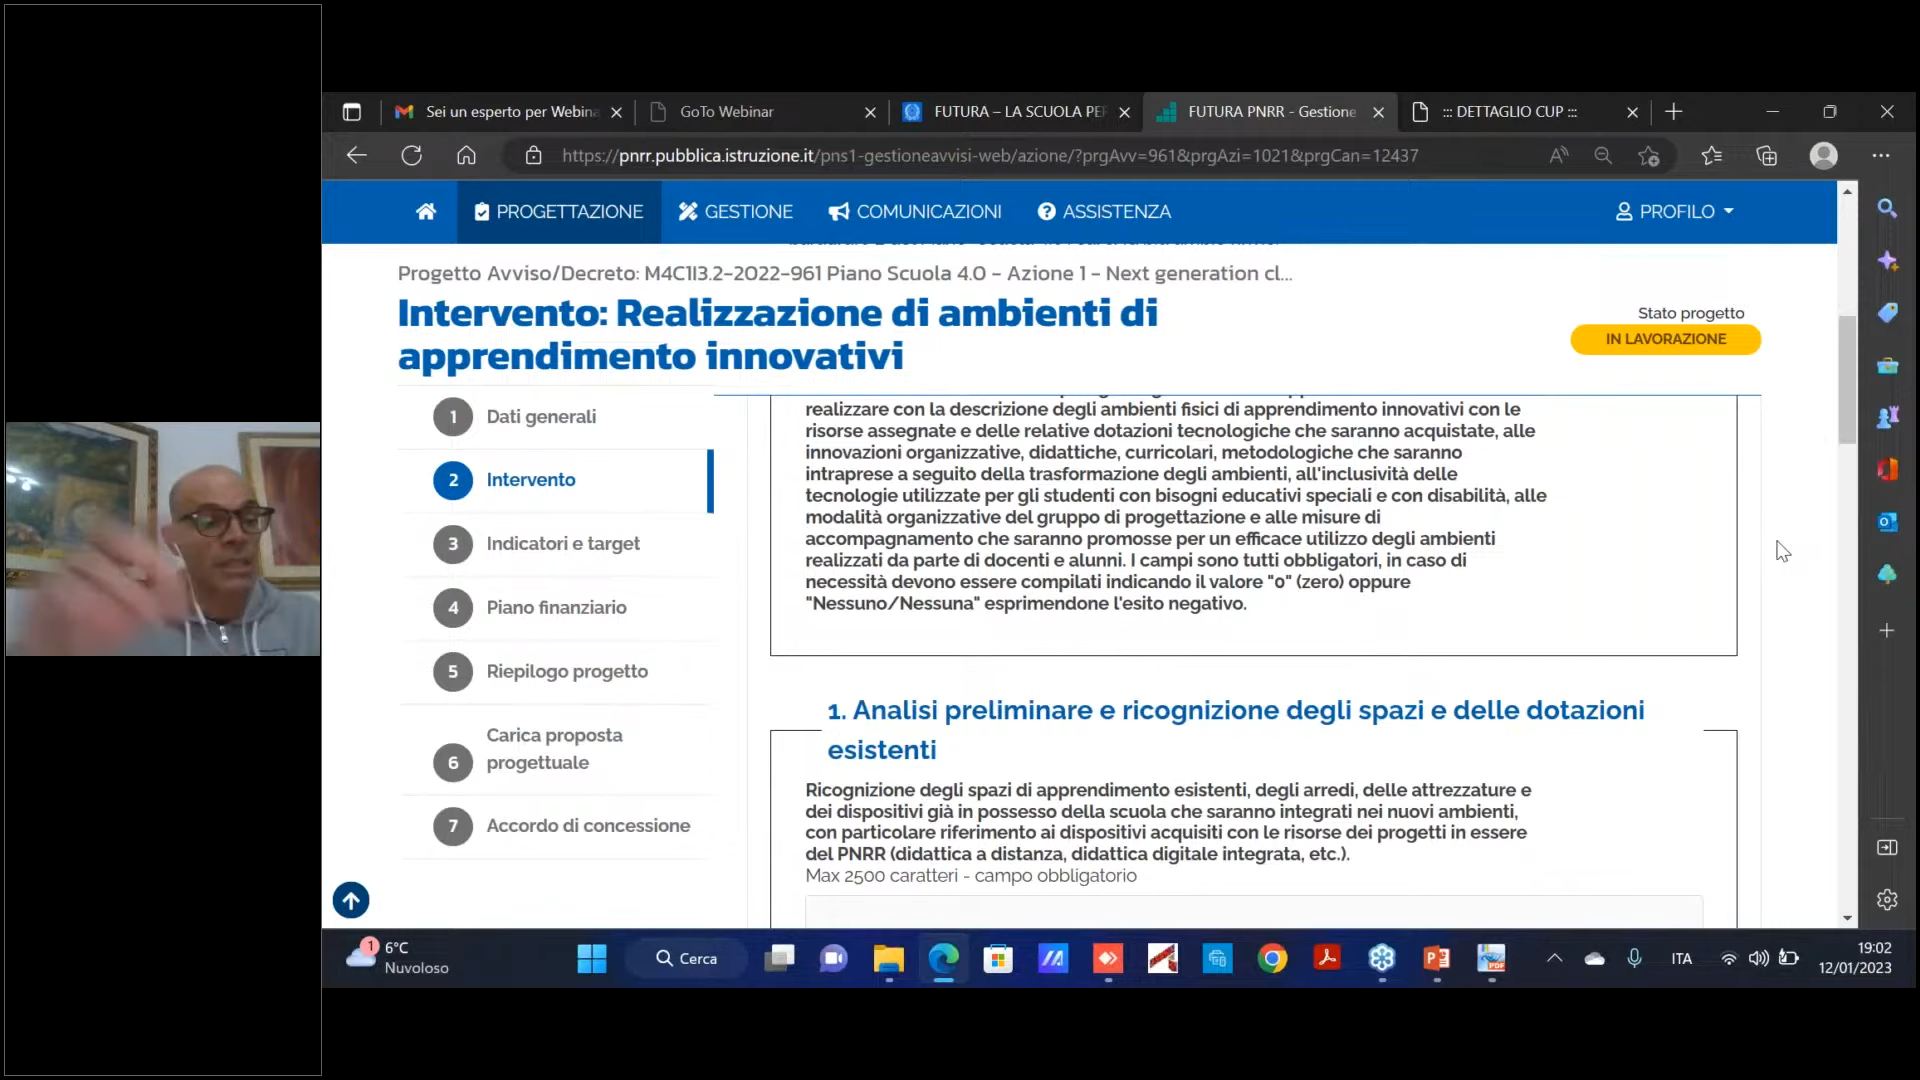 Sei un esperto per Webina
GoTo Webinar
FUTURA – LA SCUOLA PER
FUTURA PNRR - Gestione
::: DETTAGLIO CUP :::
https://pnrr.pubblica.istruzione.it/pns1-gestioneavvisi-web/azione/?prgAvv=961&prgAzi=1021&prgCan=12437
PROGETTAZIONE
GESTIONE
COMUNICAZIONI
ASSISTENZA
PROFILO
Progetto Avviso/Decreto: M4C1I3.2-2022-961 Piano Scuola 4.0 - Azione 1 - Next generation cl...
Intervento: Realizzazione di ambienti di
apprendimento innovativi
Stato progetto
IN LAVORAZIONE
1 Dati generali
2 Intervento
3 Indicatori e target
4 Piano finanziario
5 Riepilogo progetto
6 Carica proposta
progettuale
7 Accordo di concessione
realizzare con la descrizione degli ambienti fisici di apprendimento innovativi con le
risorse assegnate e delle relative dotazioni tecnologiche che saranno acquistate, alle
innovazioni organizzative, didattiche, curricolari, metodologiche che saranno
intraprese a seguito della trasformazione degli ambienti, all'inclusività delle
tecnologie utilizzate per gli studenti con bisogni educativi speciali e con disabilità, alle
modalità organizzative del gruppo di progettazione e alle misure di
accompagnamento che saranno promosse per un efficace utilizzo degli ambienti
realizzati da parte di docenti e alunni. I campi sono tutti obbligatori, in caso di
necessità devono essere compilati indicando il valore "0" (zero) oppure
"Nessuno/Nessuna" esprimendone l'esito negativo.
1. Analisi preliminare e ricognizione degli spazi e delle dotazioni
esistenti
Ricognizione degli spazi di apprendimento esistenti, degli arredi, delle attrezzature e
dei dispositivi già in possesso della scuola che saranno integrati nei nuovi ambienti,
con particolare riferimento ai dispositivi acquisiti con le risorse dei progetti in essere
del PNRR (didattica a distanza, didattica digitale integrata, etc.).
Max 2500 caratteri - campo obbligatorio
1
6°C
Nuvoloso
Cerca
ITA
19:02
12/01/2023